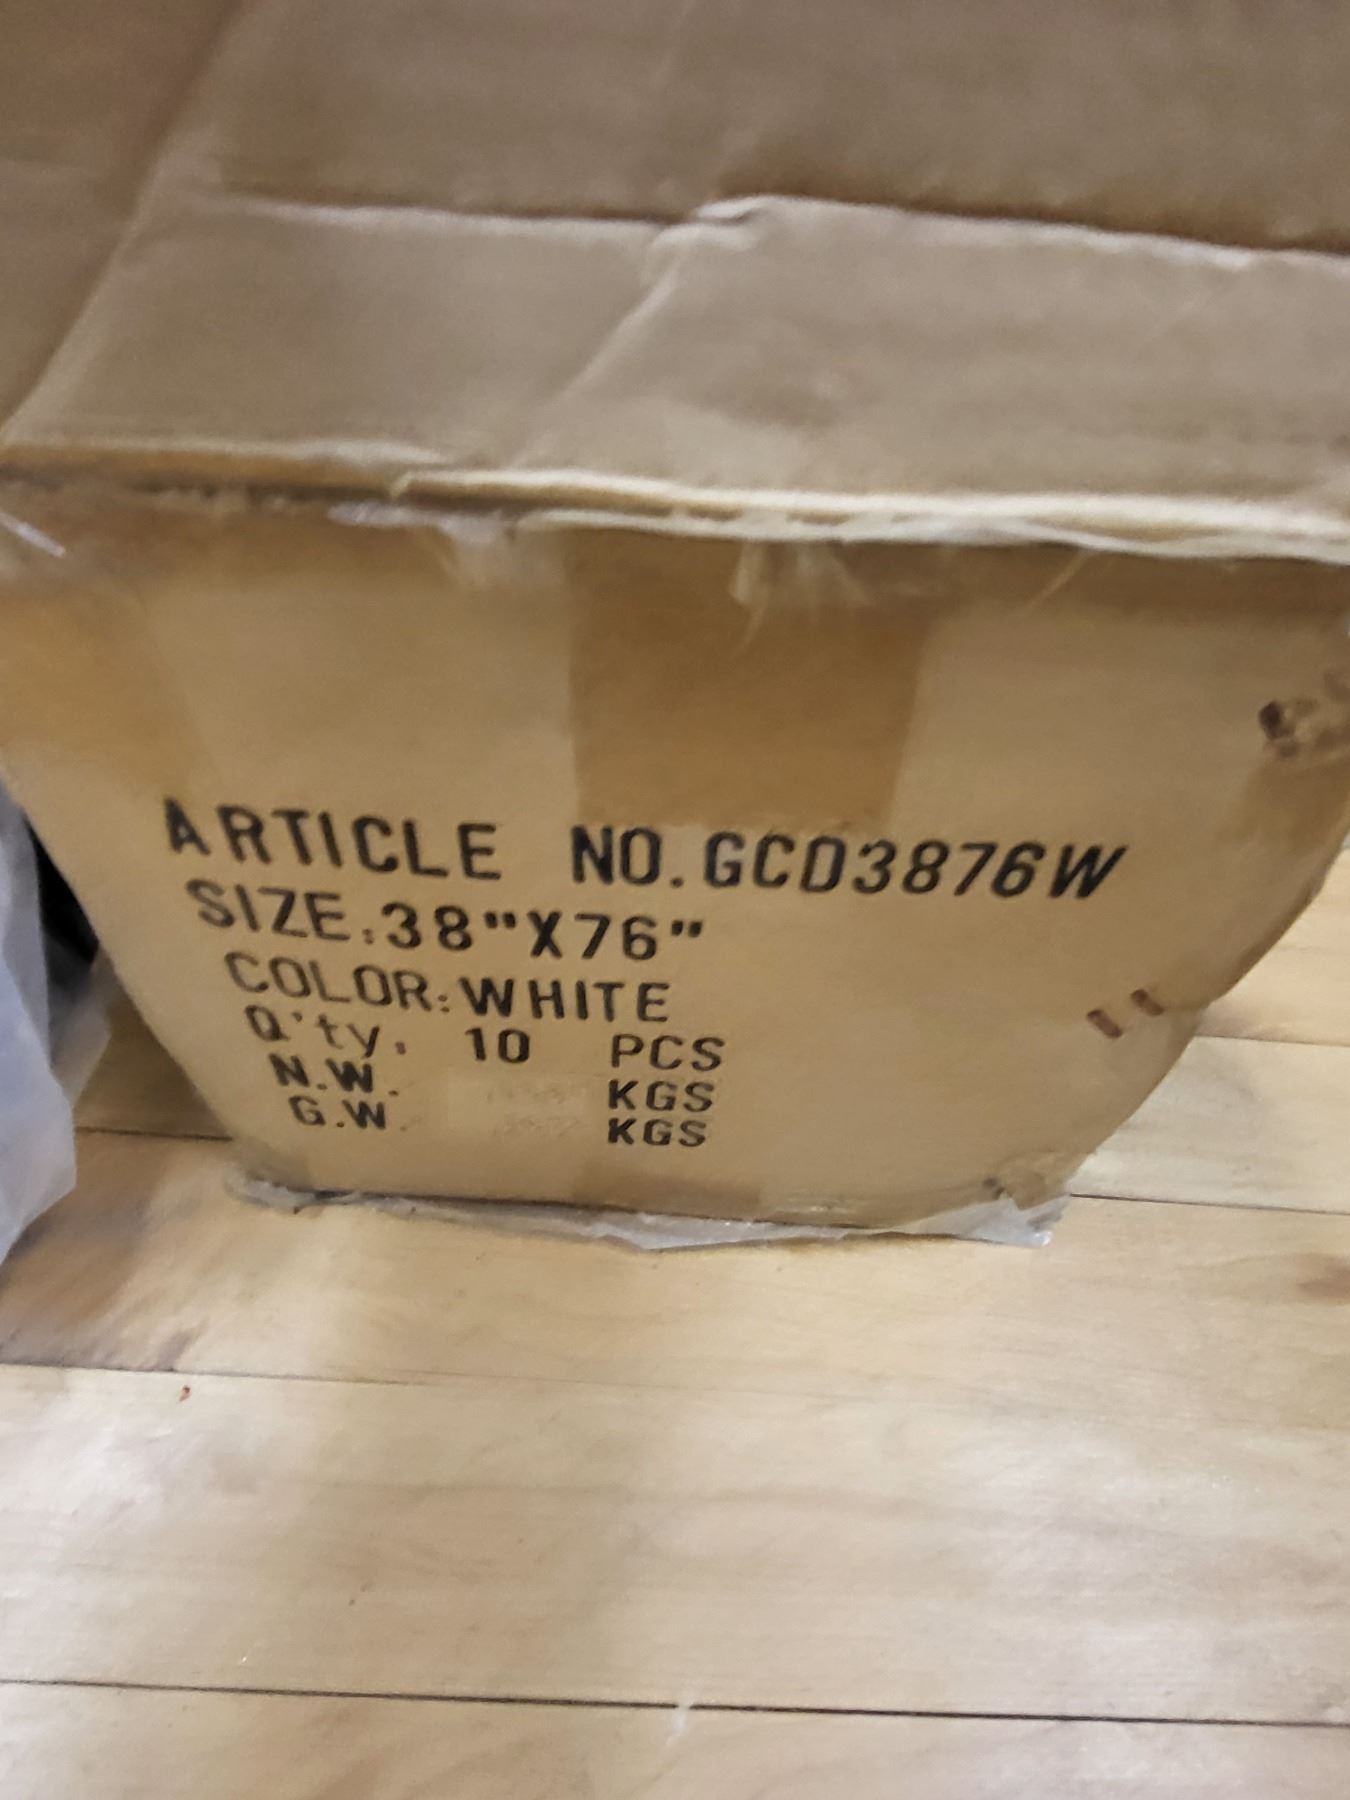 ARTICLE NO.GCD3876W
SIZE:38"X76"
COLOR:WHITE
Q'ty. 10 PCS
N.W. KGS
G.W. KGS